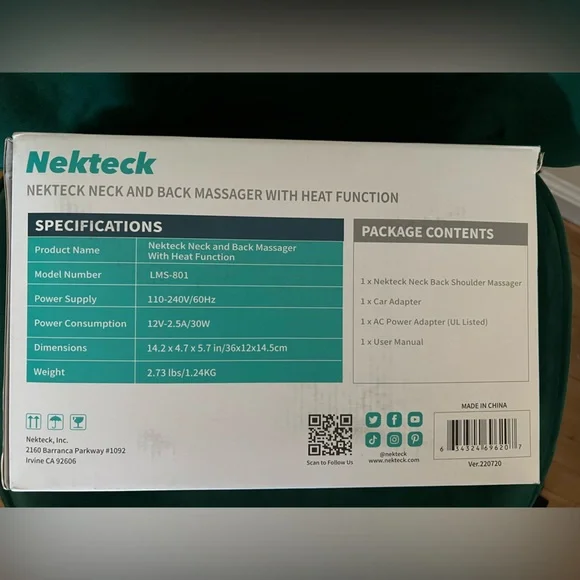 Nekteck
NEKTECK NECK AND BACK MASSAGER WITH HEAT FUNCTION
SPECIFICATIONS
Product Name Nekteck Neck and Back Massager
With Heat Function
Model Number LMS-801
Power Supply 110-240V/60Hz
Power Consumption 12V-2.5A/30W
Dimensions 14.2 x 4.7 x 5.7 in/36x12x14.5cm
Weight 2.73 lbs/1.24KG
PACKAGE CONTENTS
1 x Nekteck Neck Back Shoulder Massager
1 x Car Adapter
1 x AC Power Adapter (UL Listed)
1 x User Manual
Nekteck, Inc.
2160 Barranca Parkway #1092
Irvine CA 92606
Scan to Follow Us
@nekteck
www.nekteck.com
MADE IN CHINA
6 34324 69620 7
Ver.220720